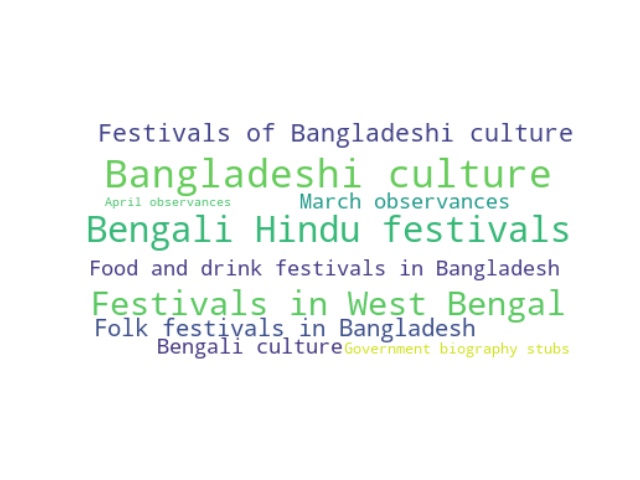 Festivals of Bangladeshi culture
Bangladeshi culture
April observances
March observances
Bengali Hindu festivals
Food and drink festivals in Bangladesh
Festivals in West Bengal
Folk festivals in Bangladesh
Bengali culture
Government biography stubs